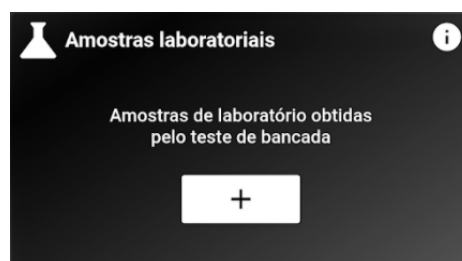 Amostras laboratoriais
Amostras de laboratório obtidas
pelo teste de bancada
+